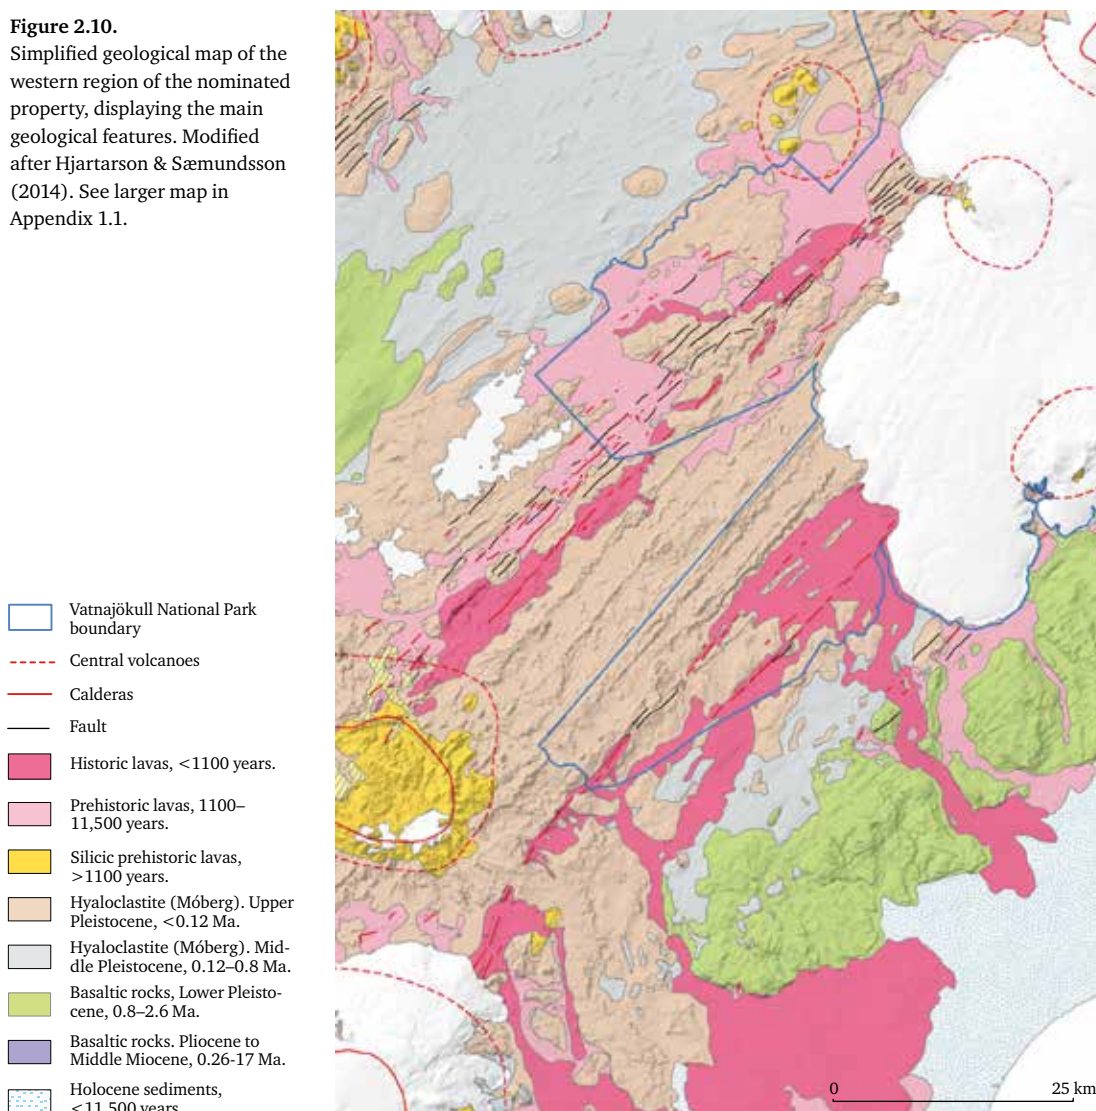 Figure 2.10.
Simplified geological map of the
western region of the nominated
property, displaying the main
geological features. Modified
after Hjartarson & Sæmundsson
(2014). See larger map in
Appendix 1.1.
Vatnajökull National Park
boundary
Central volcanoes
Calderas
Fault
Historic lavas, <1100 years.
Prehistoric lavas, 1100–
11,500 years.
Silicic prehistoric lavas,
>1100 years.
Hyaloclastite (Móberg). Upper
Pleistocene, <0.12 Ma.
Hyaloclastite (Móberg). Mid-
dle Pleistocene, 0.12–0.8 Ma.
Basaltic rocks, Lower Pleisto-
cene, 0.8–2.6 Ma.
Basaltic rocks. Pliocene to
Middle Miocene, 0.26-17 Ma.
Holocene sediments,
<11,500 years
0 25 km